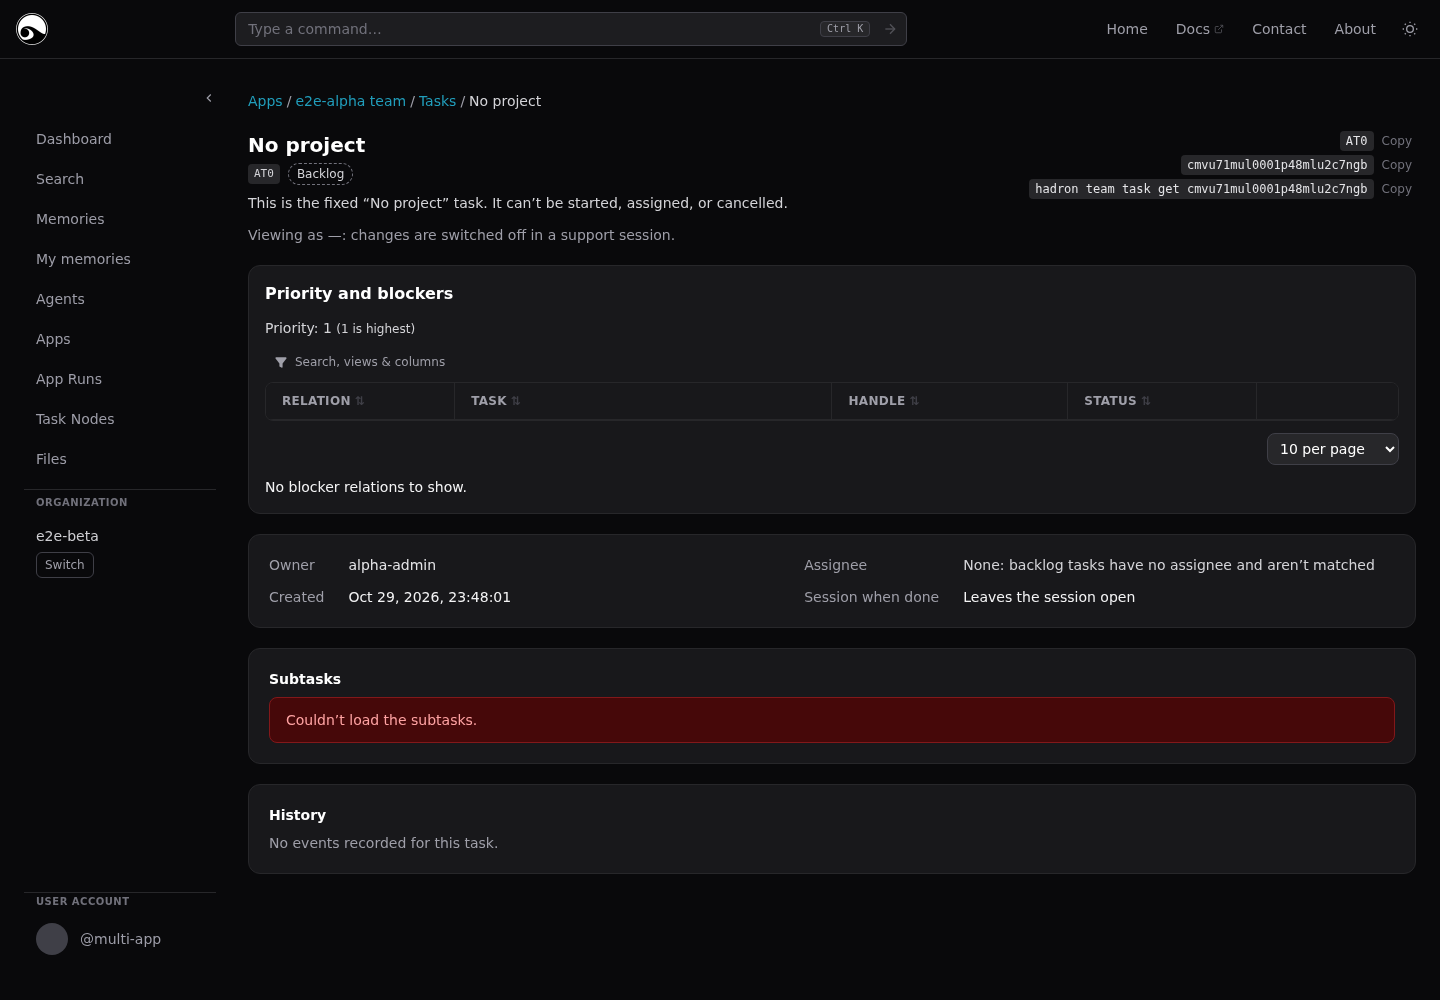 Type a command...
Ctrl K
Home
Docs
Contact
About
Dashboard
Search
Memories
My memories
Agents
Apps
App Runs
Task Nodes
Files
ORGANIZATION
e2e-beta
Switch
USER ACCOUNT
@multi-app
Apps / e2e-alpha team / Tasks / No project
No project
AT0 Backlog
This is the fixed “No project” task. It can’t be started, assigned, or cancelled.
Viewing as —: changes are switched off in a support session.
AT0 Copy
cmvu71mul0001p48mlu2c7ngb Copy
hadron team task get cmvu71mul0001p48mlu2c7ngb Copy
Priority and blockers
Priority: 1 (1 is highest)
Search, views & columns
RELATION TASK HANDLE STATUS
10 per page
No blocker relations to show.
Owner alpha-admin Assignee None: backlog tasks have no assignee and aren’t matched
Created Oct 29, 2026, 23:48:01 Session when done Leaves the session open
Subtasks
Couldn’t load the subtasks.
History
No events recorded for this task.